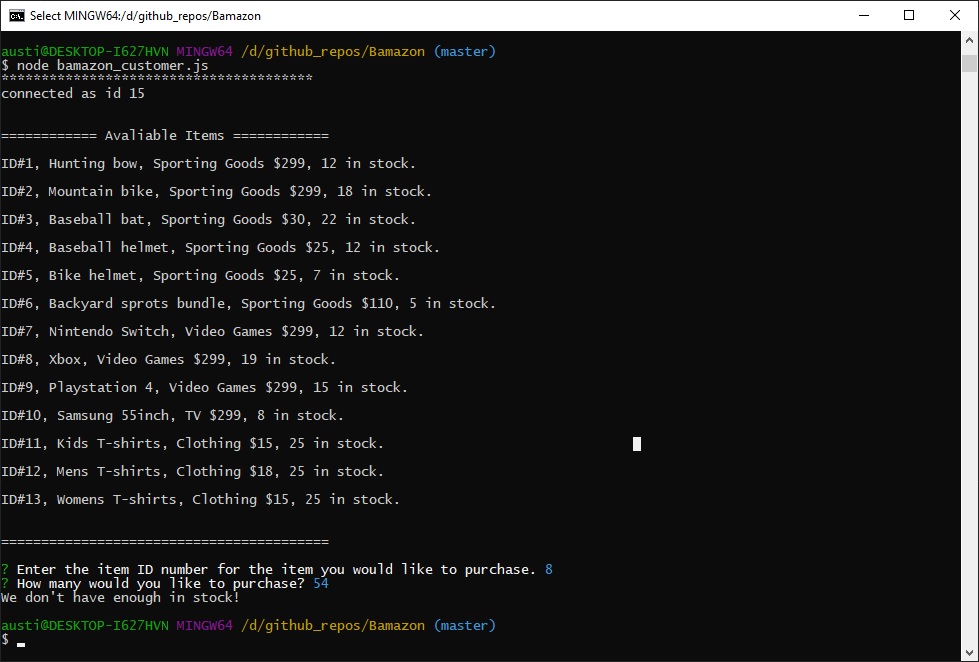 Select MINGW64:/d/github_repos/Bamazon
austi@DESKTOP-I627HVN MINGW64 /d/github_repos/Bamazon (master)
$ node bamazon_customer.js
***************************************
connected as id 15
============ Avaliable Items ============
ID#1, Hunting bow, Sporting Goods $299, 12 in stock.
ID#2, Mountain bike, Sporting Goods $299, 18 in stock.
ID#3, Baseball bat, Sporting Goods $30, 22 in stock.
ID#4, Baseball helmet, Sporting Goods $25, 12 in stock.
ID#5, Bike helmet, Sporting Goods $25, 7 in stock.
ID#6, Backyard sprots bundle, Sporting Goods $110, 5 in stock.
ID#7, Nintendo Switch, Video Games $299, 12 in stock.
ID#8, Xbox, Video Games $299, 19 in stock.
ID#9, Playstation 4, Video Games $299, 15 in stock.
ID#10, Samsung 55inch, TV $299, 8 in stock.
ID#11, Kids T-shirts, Clothing $15, 25 in stock.
ID#12, Mens T-shirts, Clothing $18, 25 in stock.
ID#13, Womens T-shirts, Clothing $15, 25 in stock.
=========================================
? Enter the item ID number for the item you would like to purchase. 8
? How many would you like to purchase? 54
We don't have enough in stock!
austi@DESKTOP-I627HVN MINGW64 /d/github_repos/Bamazon (master)
$